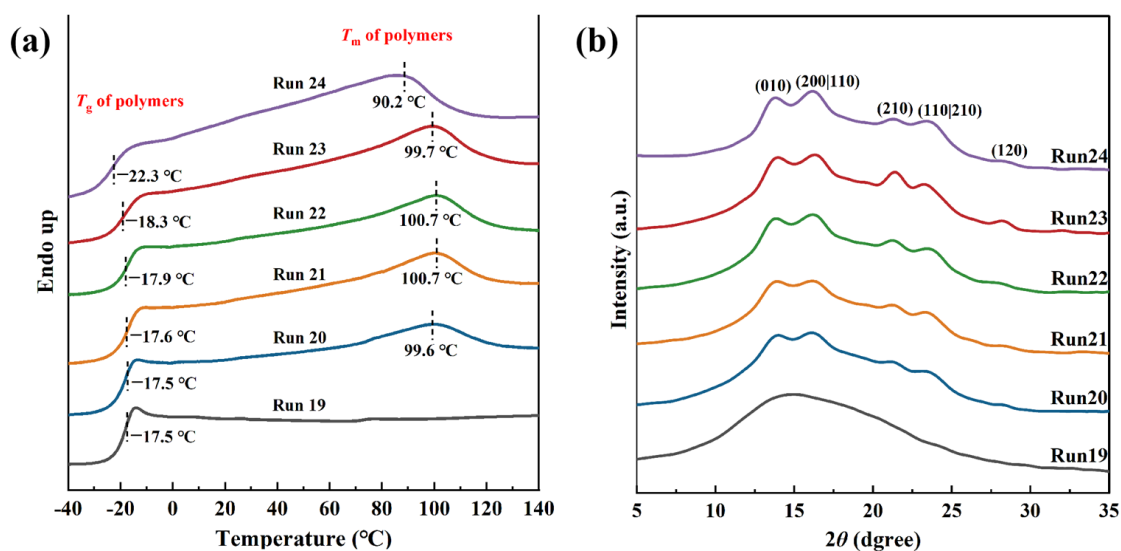 (a)
Tm of polymers
Tg of polymers
Run 24
90.2 ℃
−22.3 ℃
Run 23
99.7 ℃
−18.3 ℃
Run 22
100.7 ℃
−17.9 ℃
Run 21
100.7 ℃
−17.6 ℃
Run 20
99.6 ℃
−17.5 ℃
Run 19
−17.5 ℃
Endo up
-40 -20 0 20 40 60 80 100 120 140
Temperature (℃)
(b)
(010) (200|110) (210) (110|210) (120)
Run24
Run23
Run22
Run21
Run20
Run19
Intensity (a.u.)
5 10 15 20 25 30 35
2θ (dgree)